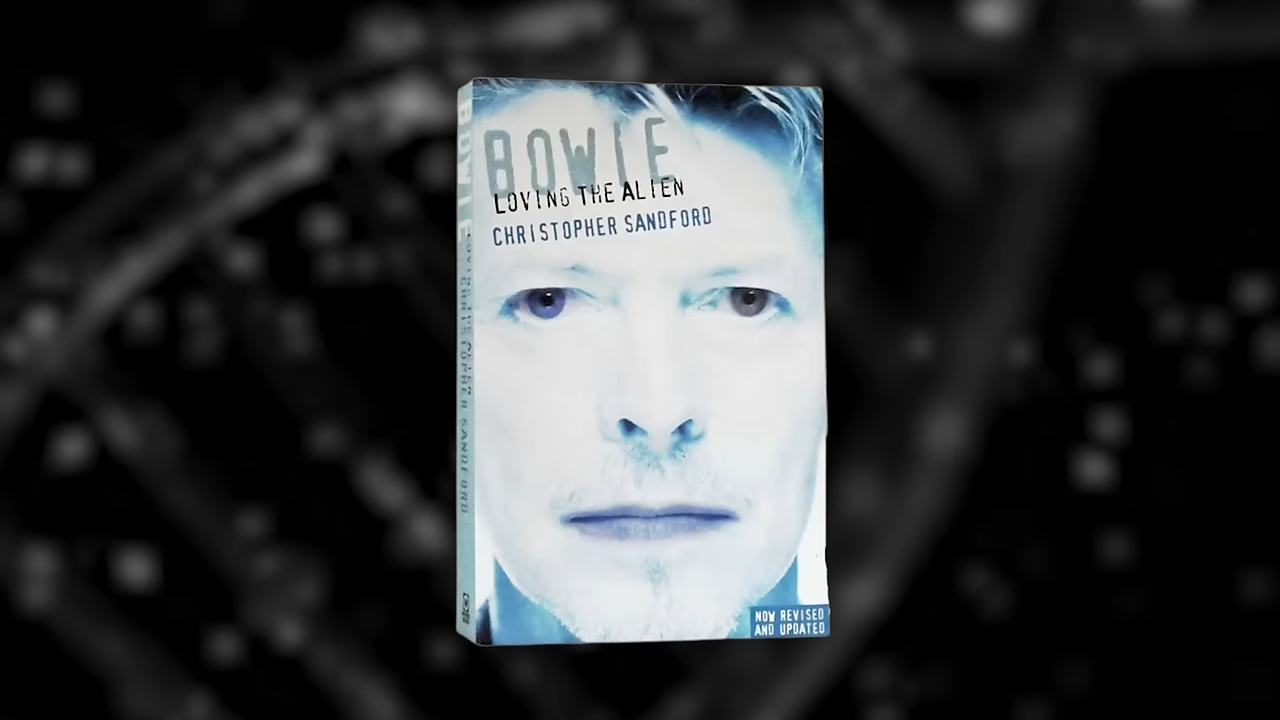 BOWIE
LOVING THE ALIEN
CHRISTOPHER SANDFORD
NOW REVISED
AND UPDATED
BOWIE
LOVING THE ALIEN
CHRISTOPHER SANDFORD